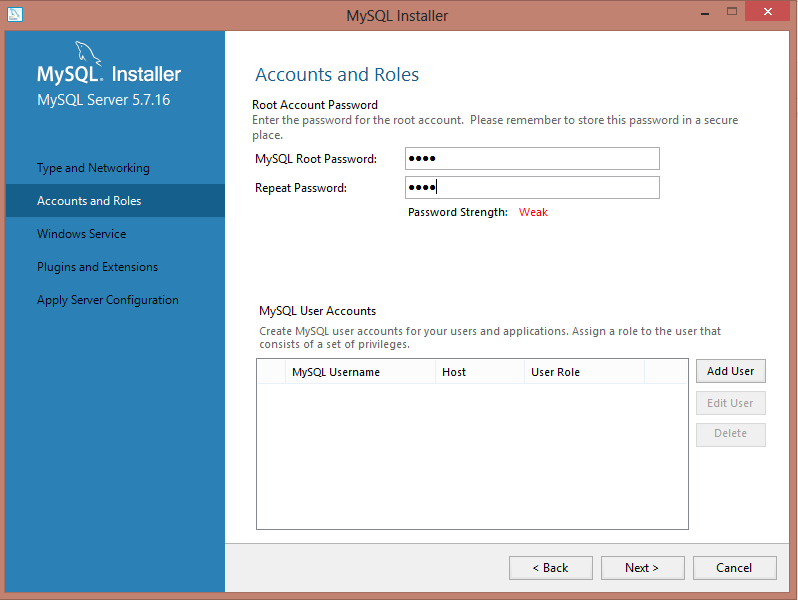 MySQL Installer
MySQL. Installer
MySQL Server 5.7.16
Type and Networking
Accounts and Roles
Windows Service
Plugins and Extensions
Apply Server Configuration
Accounts and Roles
Root Account Password
Enter the password for the root account.  Please remember to store this password in a secure
place.
MySQL Root Password: ●●●●
Repeat Password: ●●●●
Password Strength: Weak
MySQL User Accounts
Create MySQL user accounts for your users and applications. Assign a role to the user that
consists of a set of privileges.
MySQL Username Host User Role
Add User
Edit User
Delete
< Back Next > Cancel